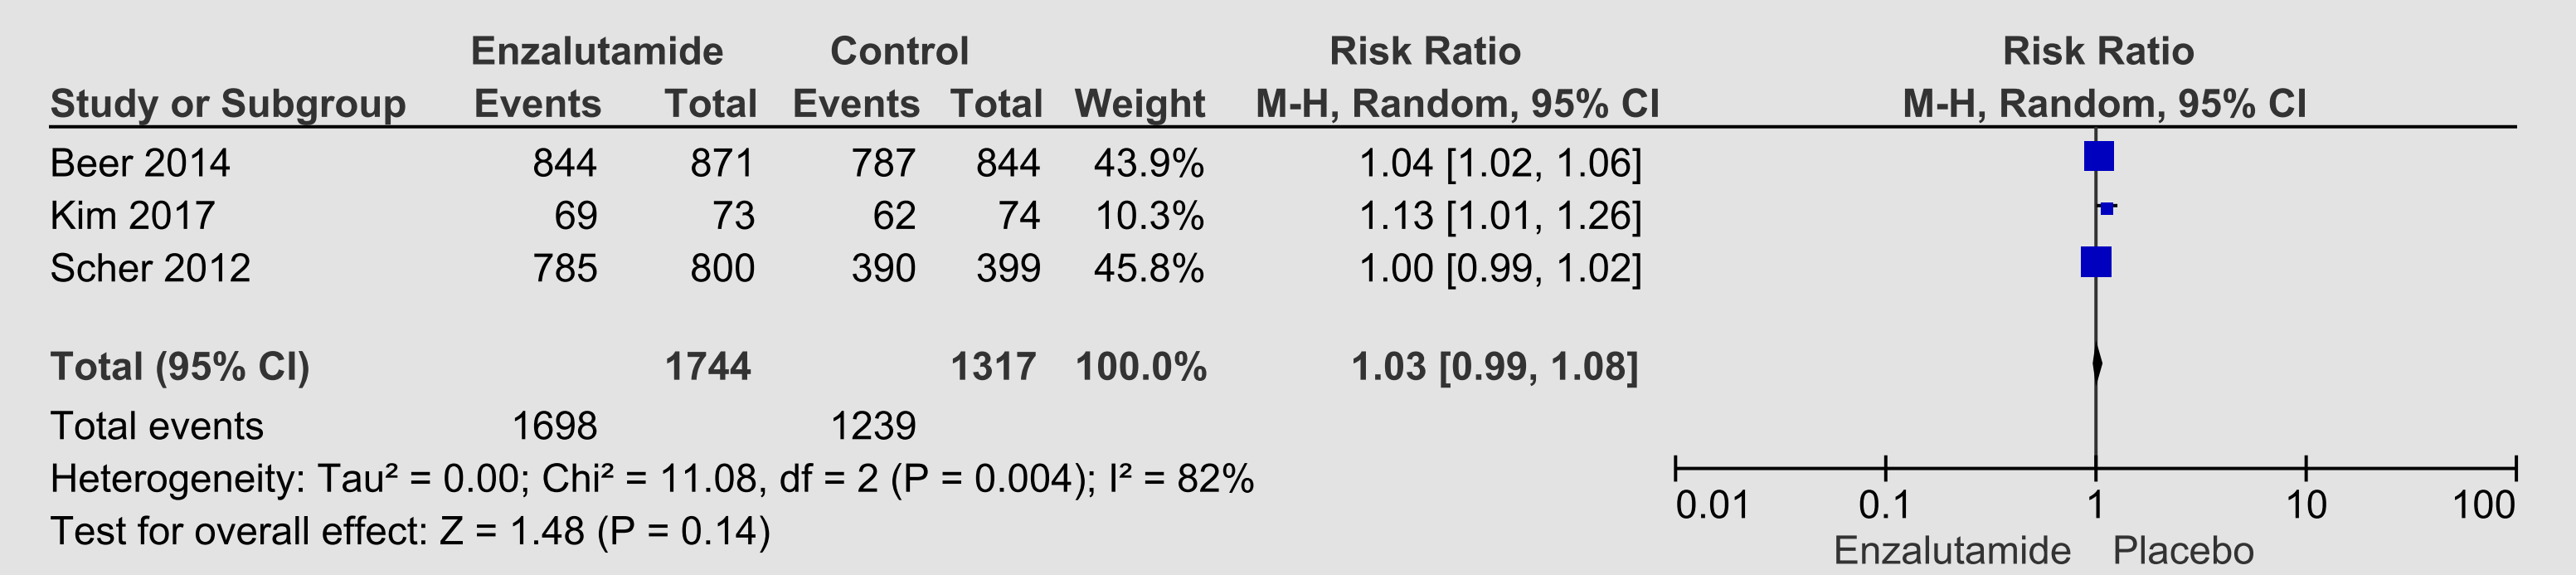 Enzalutamide Control Risk Ratio Risk Ratio
Study or Subgroup Events Total Events Total Weight M-H, Random, 95% CI M-H, Random, 95% CI
Beer 2014 844 871 787 844 43.9% 1.04 [1.02, 1.06]
Kim 2017 69 73 62 74 10.3% 1.13 [1.01, 1.26]
Scher 2012 785 800 390 399 45.8% 1.00 [0.99, 1.02]
Total (95% CI) 1744 1317 100.0% 1.03 [0.99, 1.08]
Total events 1698 1239
Heterogeneity: Tau² = 0.00; Chi² = 11.08, df = 2 (P = 0.004); I² = 82%
Test for overall effect: Z = 1.48 (P = 0.14)
0.01 0.1 1 10 100
Enzalutamide Placebo